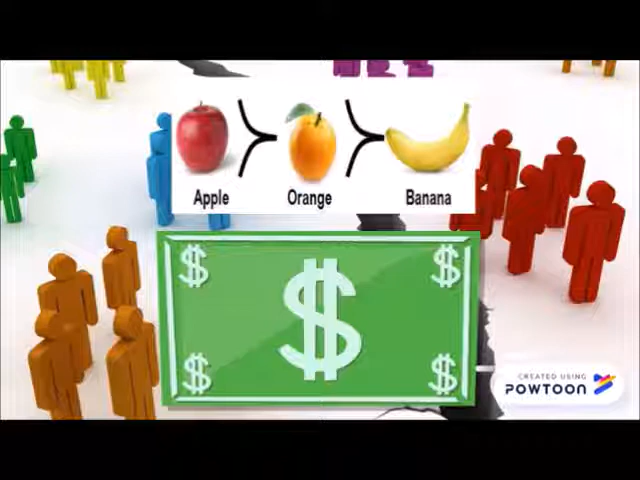 Apple Orange Banana
$ $
$
$ $
CREATED USING
POWTOON